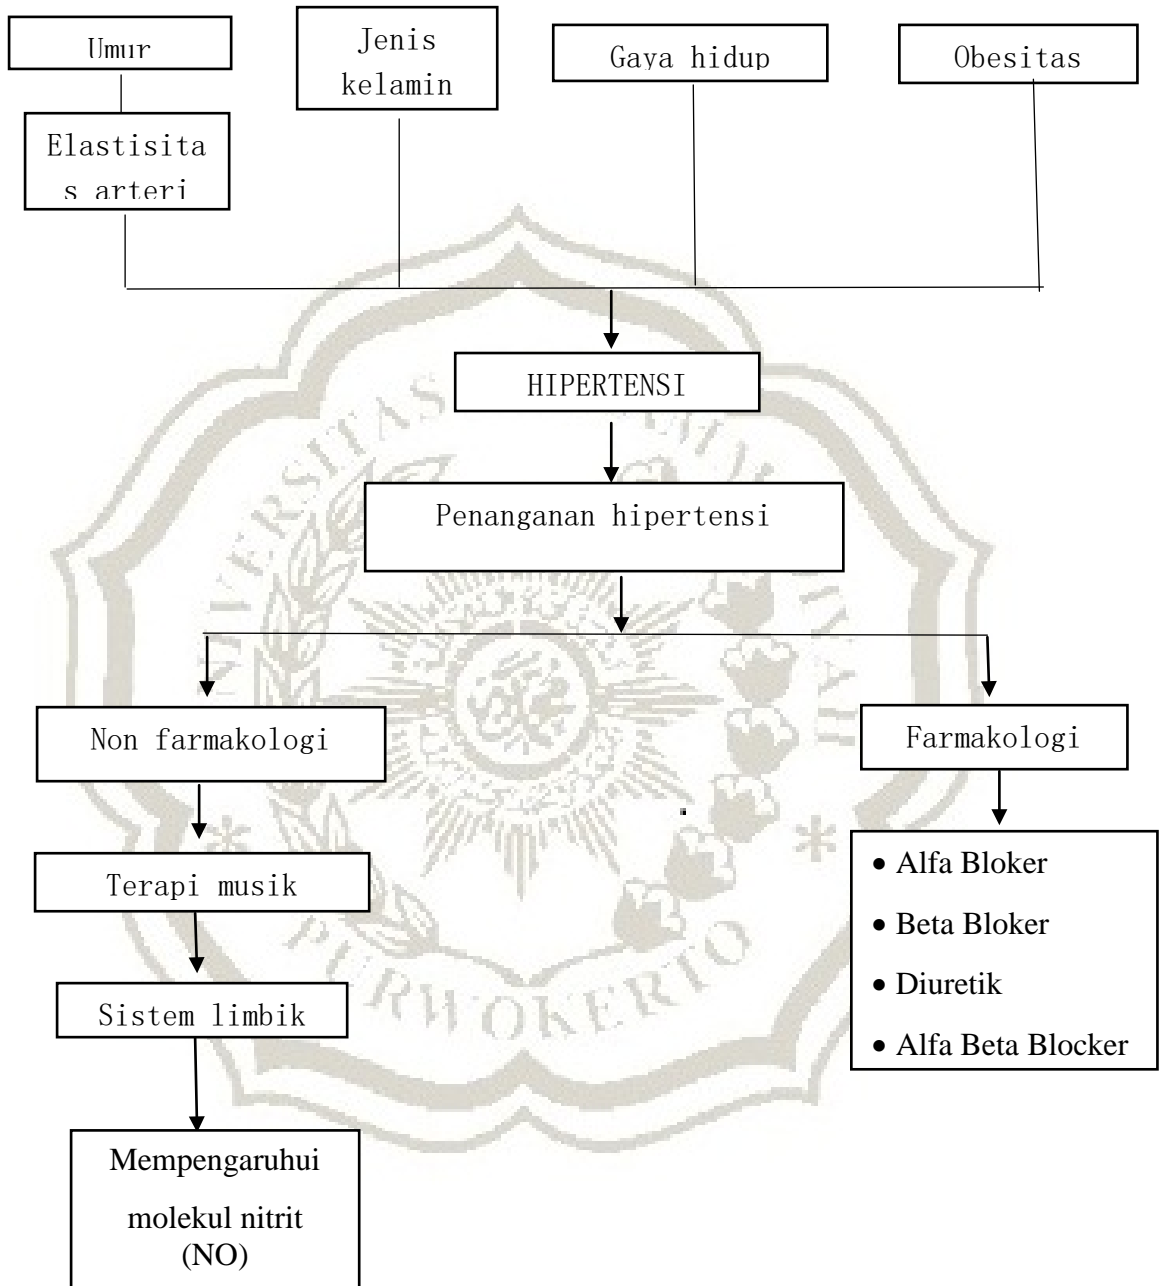 Umur
Jenis
kelamin
Gaya hidup
Obesitas
Elastisita
s arteri
HIPERTENSI
Penanganan hipertensi
Non farmakologi
Farmakologi
Terapi musik
Sistem limbik
• Alfa Bloker
• Beta Bloker
• Diuretik
• Alfa Beta Blocker
Mempengaruhui
molekul nitrit
(NO)
PURWOKERTO